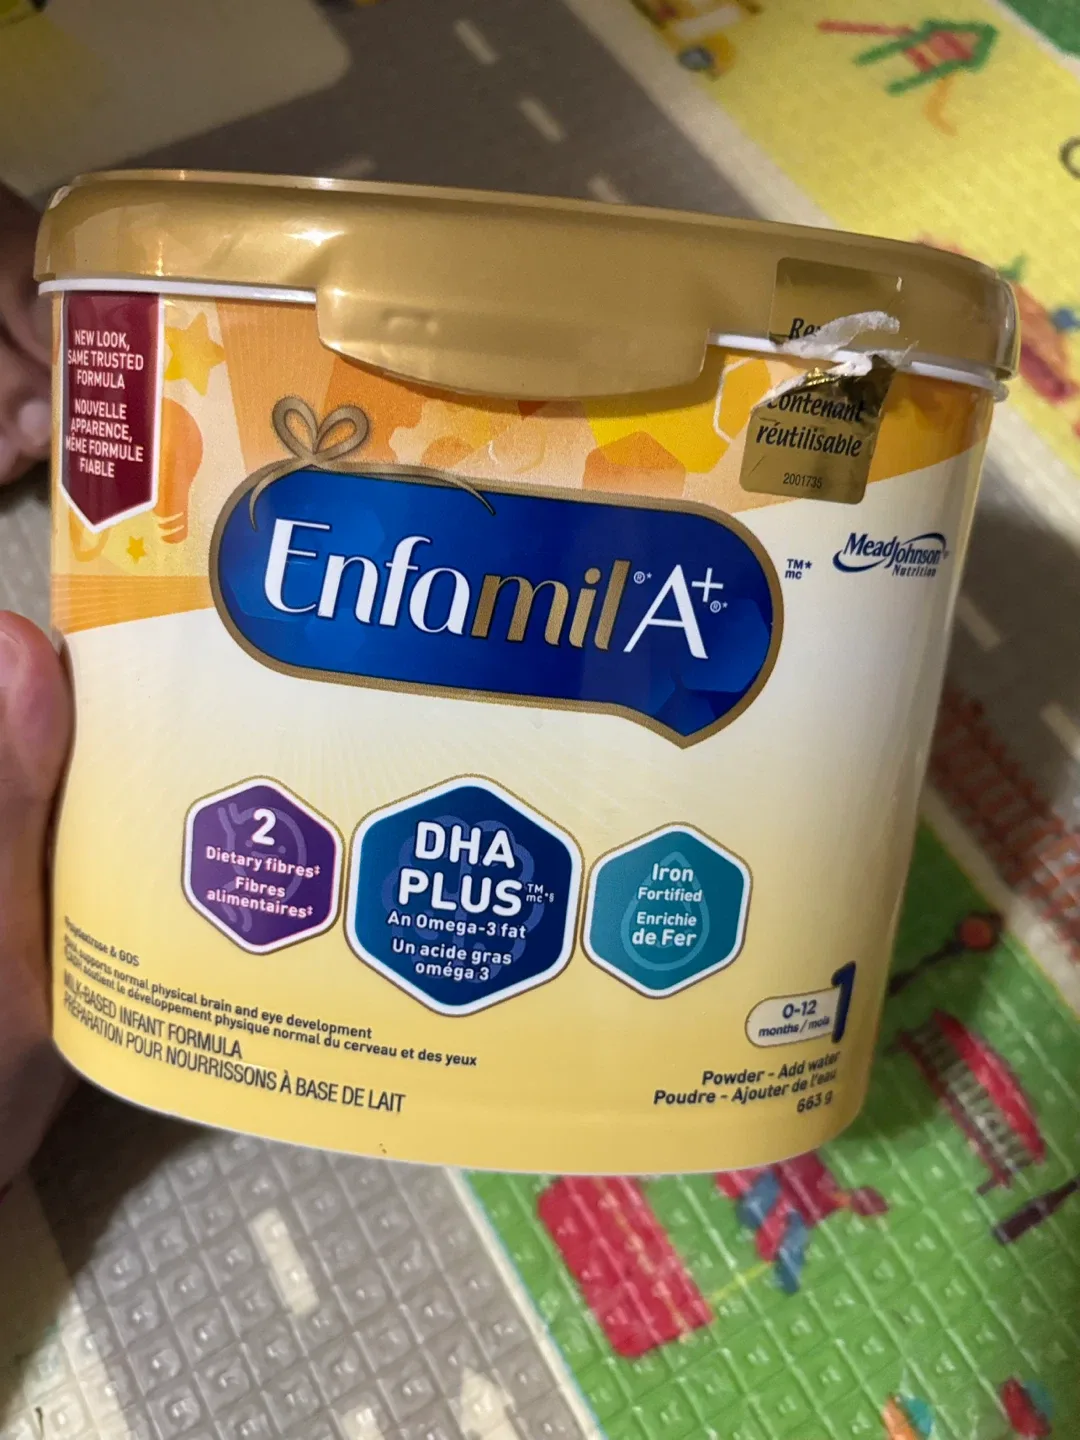 NEW LOOK,
SAME TRUSTED
FORMULA
NOUVELLE
APPARENCE,
MÊME FORMULE
FIABLE
Contenant
réutilisable
2001735
Enfamil®* A+®*
TM*
mc
MeadJohnson
Nutrition
2
Dietary fibres‡
Fibres
alimentaires‡
DHA
PLUS TM mc*§
An Omega-3 fat
Un acide gras
oméga 3
Iron
Fortified
Enrichie
de Fer
& GOS
supports normal physical brain and eye development
soutient le développement physique normal du cerveau et des yeux
MILK-BASED INFANT FORMULA
PRÉPARATION POUR NOURRISSONS À BASE DE LAIT
1
0-12
months/mois
Powder - Add water
Poudre - Ajouter de l'eau
663 g